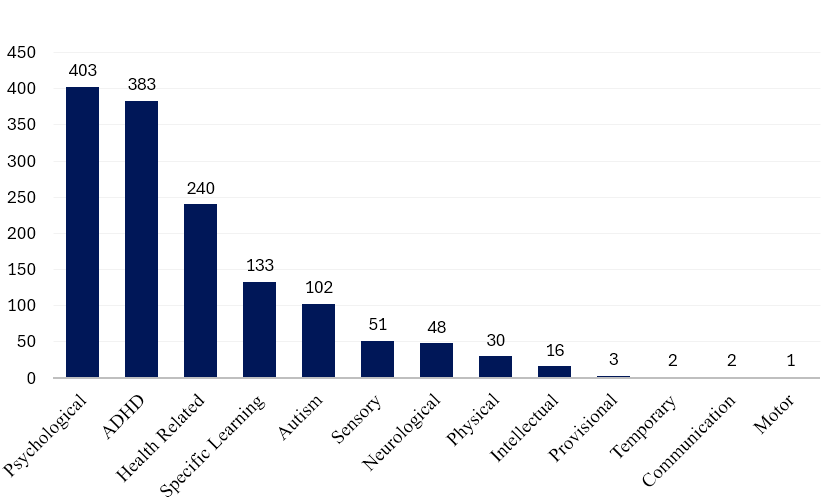 450
400
350
300
250
200
150
100
50
0
403
383
240
133
102
51
48
30
16
3
2
2
1
Psychological
ADHD
Health Related
Specific Learning
Autism
Sensory
Neurological
Physical
Intellectual
Provisional
Temporary
Communication
Motor